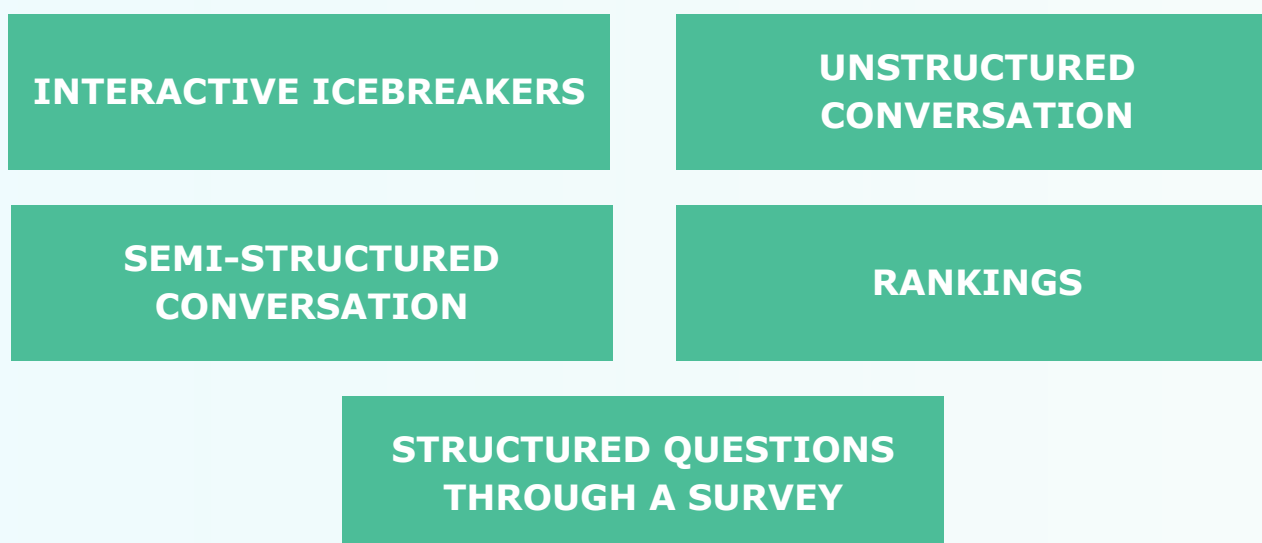 INTERACTIVE ICEBREAKERS
UNSTRUCTURED
CONVERSATION
SEMI-STRUCTURED
CONVERSATION
RANKINGS
STRUCTURED QUESTIONS
THROUGH A SURVEY